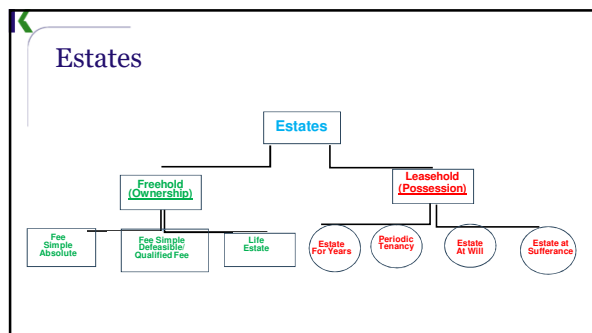 Estates
Estates
Freehold
(Ownership)
Leasehold
(Possession)
Fee
Simple
Absolute
Fee Simple
Defeasible/
Qualified Fee
Life
Estate
Estate
For Years
Periodic
Tenancy
Estate
At Will
Estate at
Sufferance